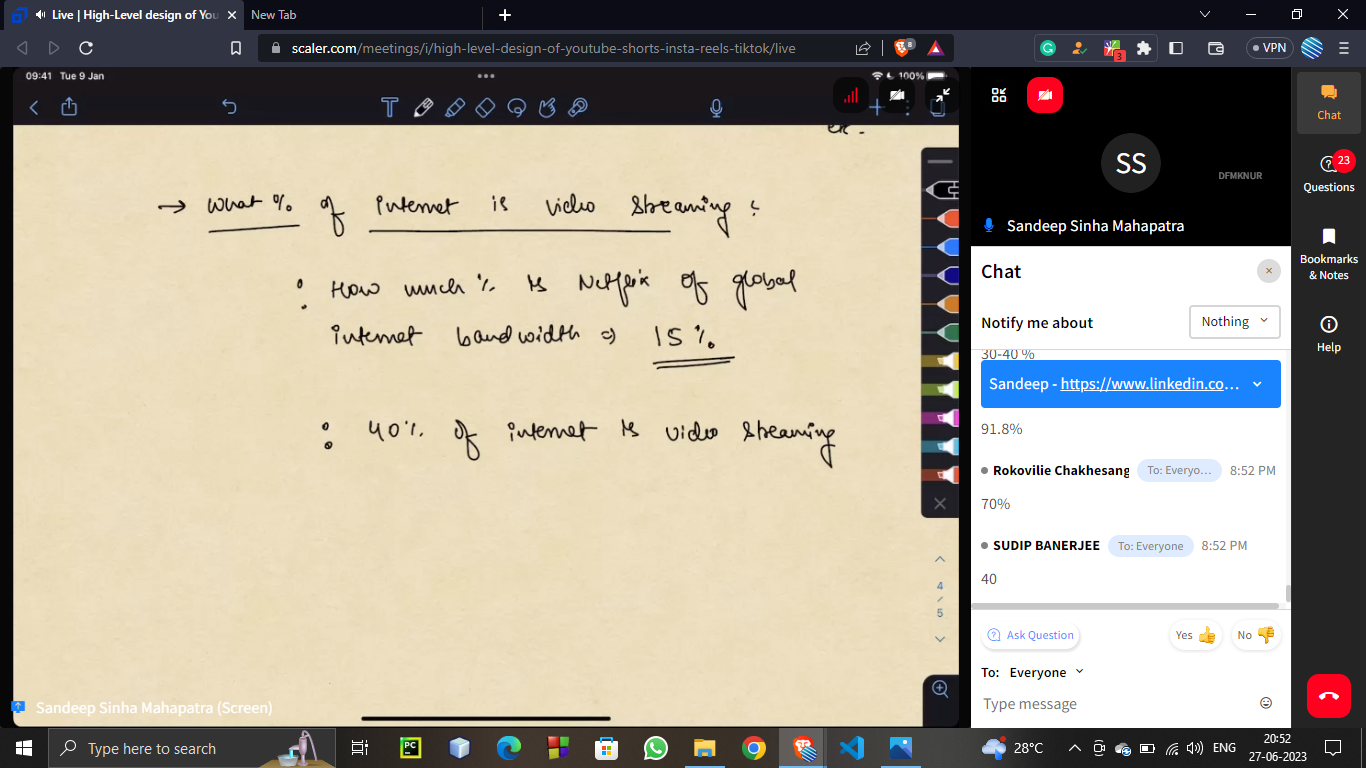 Live | High-Level design of You
New Tab
scaler.com/meetings/i/high-level-design-of-youtube-shorts-insta-reels-tiktok/live
8
3
VPN
09:41 Tue 9 Jan
100%
→ What % of internet is video streaming :
: How much % is Netflix of global
internet bandwidth ⇒ 15%
: 40% of internet is video streaming
4
/
5
Sandeep Sinha Mahapatra (Screen)
SS
DFMKNUR
Sandeep Sinha Mahapatra
Chat
Notify me about
Nothing
30-40 %
Sandeep - https://www.linkedin.co...
91.8%
Rokovilie Chakhesang To: Everyo... 8:52 PM
70%
SUDIP BANERJEE To: Everyone 8:52 PM
40
Ask Question
Yes
No
To: Everyone
Type message
Chat
23
Questions
Bookmarks
& Notes
Help
Type here to search
PC
28°C
ENG
20:52
27-06-2023